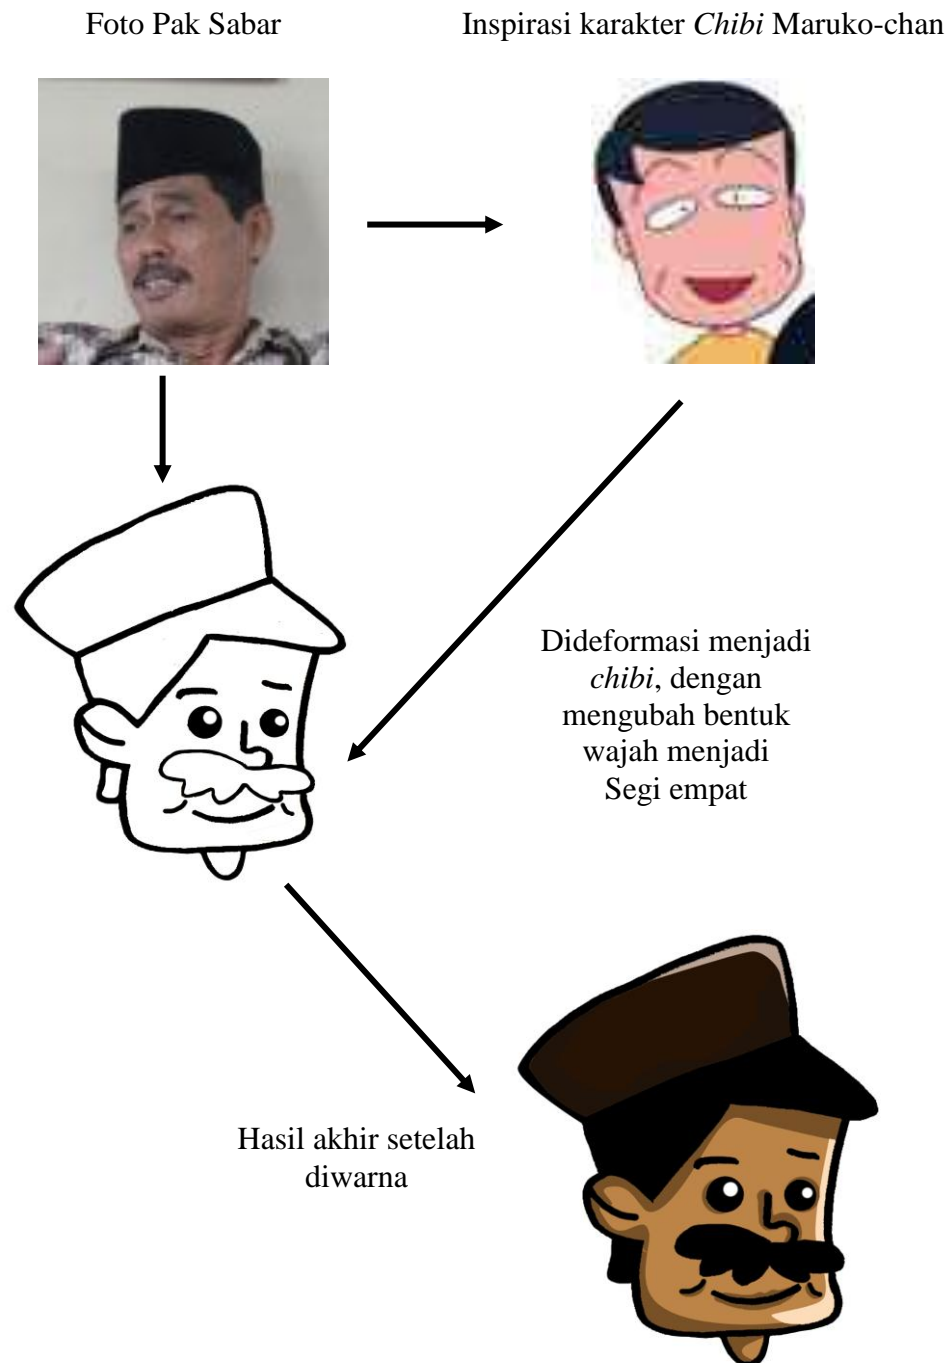 Foto Pak Sabar
Inspirasi karakter Chibi Maruko-chan
Dideformasi menjadi
chibi, dengan
mengubah bentuk
wajah menjadi
Segi empat
Hasil akhir setelah
diwarna